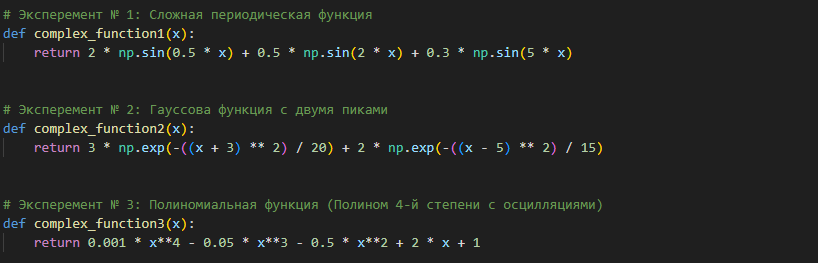 # Эксперемент № 1: Сложная периодическая функция
def complex_function1(x):
    return 2 * np.sin(0.5 * x) + 0.5 * np.sin(2 * x) + 0.3 * np.sin(5 * x)
# Эксперемент № 2: Гауссова функция с двумя пиками
def complex_function2(x):
    return 3 * np.exp(-((x + 3) ** 2) / 20) + 2 * np.exp(-((x - 5) ** 2) / 15)
# Эксперемент № 3: Полиномиальная функция (Полином 4-й степени с осцилляциями)
def complex_function3(x):
    return 0.001 * x**4 - 0.05 * x**3 - 0.5 * x**2 + 2 * x + 1